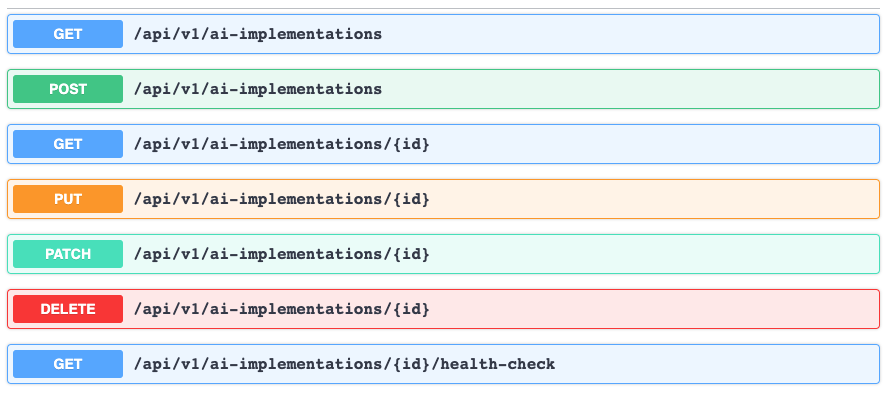 GET /api/v1/ai-implementations
POST /api/v1/ai-implementations
GET /api/v1/ai-implementations/{id}
PUT /api/v1/ai-implementations/{id}
PATCH /api/v1/ai-implementations/{id}
DELETE /api/v1/ai-implementations/{id}
GET /api/v1/ai-implementations/{id}/health-check